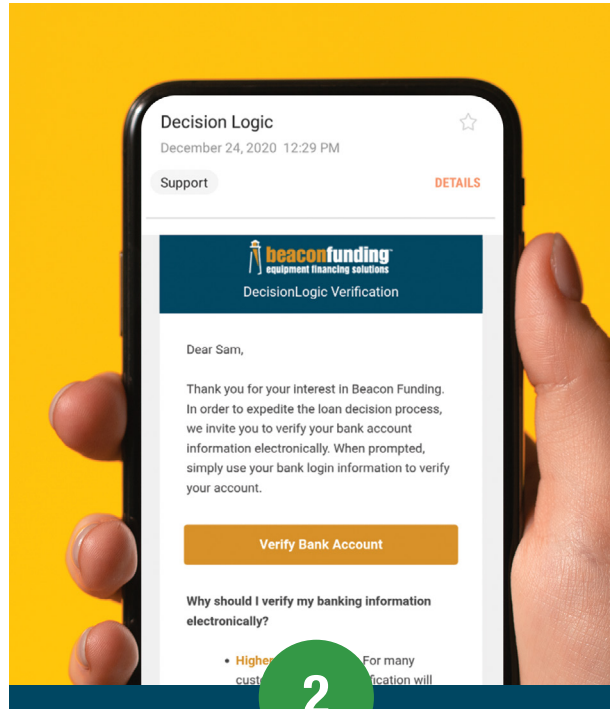 Decision Logic
December 24, 2020 12:29 PM
Support
DETAILS
beaconfunding
equipment financing solutions
DecisionLogic Verification
Dear Sam,
Thank you for your interest in Beacon Funding.
In order to expedite the loan decision process,
we invite you to verify your bank account
information electronically. When prompted,
simply use your bank login information to verify
your account.
Verify Bank Account
Why should I verify my banking information
electronically?
• Higher For many
will
2